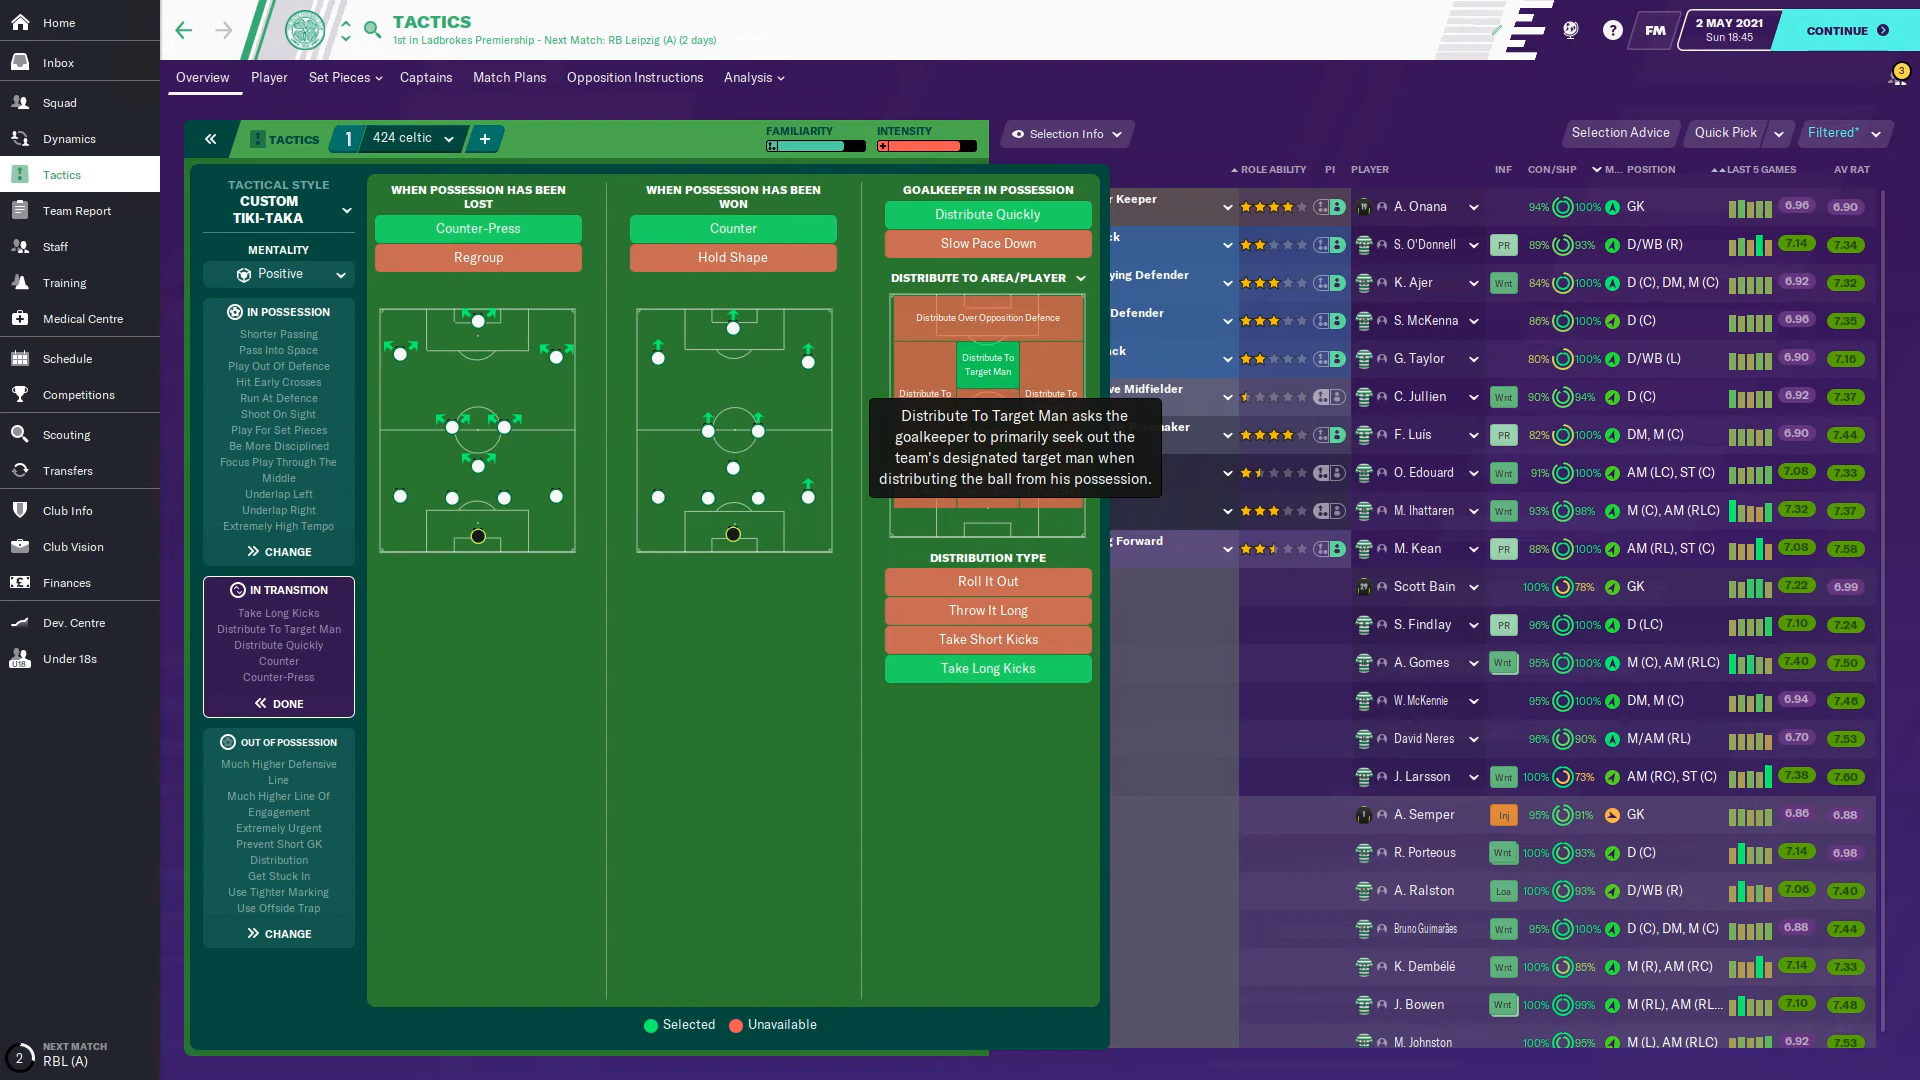 Home
Inbox
Squad
Dynamics
Tactics
Team Report
Staff
Training
Medical Centre
Schedule
Competitions
Scouting
Transfers
Club Info
Club Vision
Finances
Dev. Centre
Under 18s
2
NEXT MATCH
RBL (A)
TACTICS
1st in Ladbrokes Premiership - Next Match: RB Leipzig (A) (2 days)
FM
2 MAY 2021
Sun 18:45
CONTINUE
3
Overview
Player
Set Pieces
Captains
Match Plans
Opposition Instructions
Analysis
TACTICS
1
424 celtic
FAMILIARITY
INTENSITY
Selection Info
Selection Advice
Quick Pick
Filtered*
TACTICAL STYLE
CUSTOM
TIKI-TAKA
MENTALITY
Positive
IN POSSESSION
Shorter Passing
Pass Into Space
Play Out Of Defence
Hit Early Crosses
Run At Defence
Shoot On Sight
Play For Set Pieces
Be More Disciplined
Focus Play Through The
Middle
Underlap Left
Underlap Right
Extremely High Tempo
CHANGE
IN TRANSITION
Take Long Kicks
Distribute To Target Man
Distribute Quickly
Counter
Counter-Press
DONE
OUT OF POSSESSION
Much Higher Defensive
Line
Much Higher Line Of
Engagement
Extremely Urgent
Prevent Short GK
Distribution
Get Stuck In
Use Tighter Marking
Use Offside Trap
CHANGE
WHEN POSSESSION HAS BEEN
LOST
Counter-Press
Regroup
WHEN POSSESSION HAS BEEN
WON
Counter
Hold Shape
GOALKEEPER IN POSSESSION
Distribute Quickly
Slow Pace Down
DISTRIBUTE TO AREA/PLAYER
Distribute Over Opposition Defence
Distribute To
Target Man
Distribute To
Distribute To
Distribute To Target Man asks the
goalkeeper to primarily seek out the
team's designated target man when
distributing the ball from his possession.
DISTRIBUTION TYPE
Roll It Out
Throw It Long
Take Short Kicks
Take Long Kicks
Selected
Unavailable
ROLE ABILITY PI PLAYER INF CON/SHP M... POSITION LAST 5 GAMES AV RAT
r Keeper A. Onana 94% 100% GK 6.96 6.90
ck S. O'Donnell PR 89% 93% D/WB (R) 7.14 7.34
ying Defender K. Ajer Wnt 84% 100% D (C), DM, M (C) 6.92 7.32
Defender S. McKenna 86% 100% D (C) 6.96 7.35
ack G. Taylor 80% 100% D/WB (L) 6.90 7.16
ve Midfielder C. Jullien Wnt 90% 94% D (C) 6.92 7.37
maker F. Luís PR 82% 100% DM, M (C) 6.90 7.44
O. Edouard Wnt 91% 100% AM (LC), ST (C) 7.08 7.33
M. Ihattaren Wnt 93% 98% M (C), AM (RLC) 7.32 7.37
g Forward M. Kean PR 88% 100% AM (RL), ST (C) 7.08 7.58
Scott Bain 100% 78% GK 7.22 6.99
S. Findlay PR 96% 100% D (LC) 7.10 7.24
A. Gomes Wnt 95% 100% M (C), AM (RLC) 7.40 7.50
W. McKennie 95% 100% DM, M (C) 6.94 7.46
David Neres 96% 90% M/AM (RL) 6.70 7.53
J. Larsson Wnt 100% 73% AM (RC), ST (C) 7.38 7.60
A. Semper Inj 95% 91% GK 6.86 6.88
R. Porteous Wnt 100% 93% D (C) 7.14 6.98
A. Ralston Loa 100% 93% D/WB (R) 7.06 7.40
Bruno Guimarães Wnt 95% 100% D (C), DM, M (C) 6.88 7.44
K. Dembélé Wnt 100% 85% M (R), AM (RC) 7.14 7.33
J. Bowen Wnt 100% 99% M (RL), AM (RL... 7.10 7.48
M. Johnston 100% 95% M (L), AM (RLC) 6.92 7.53